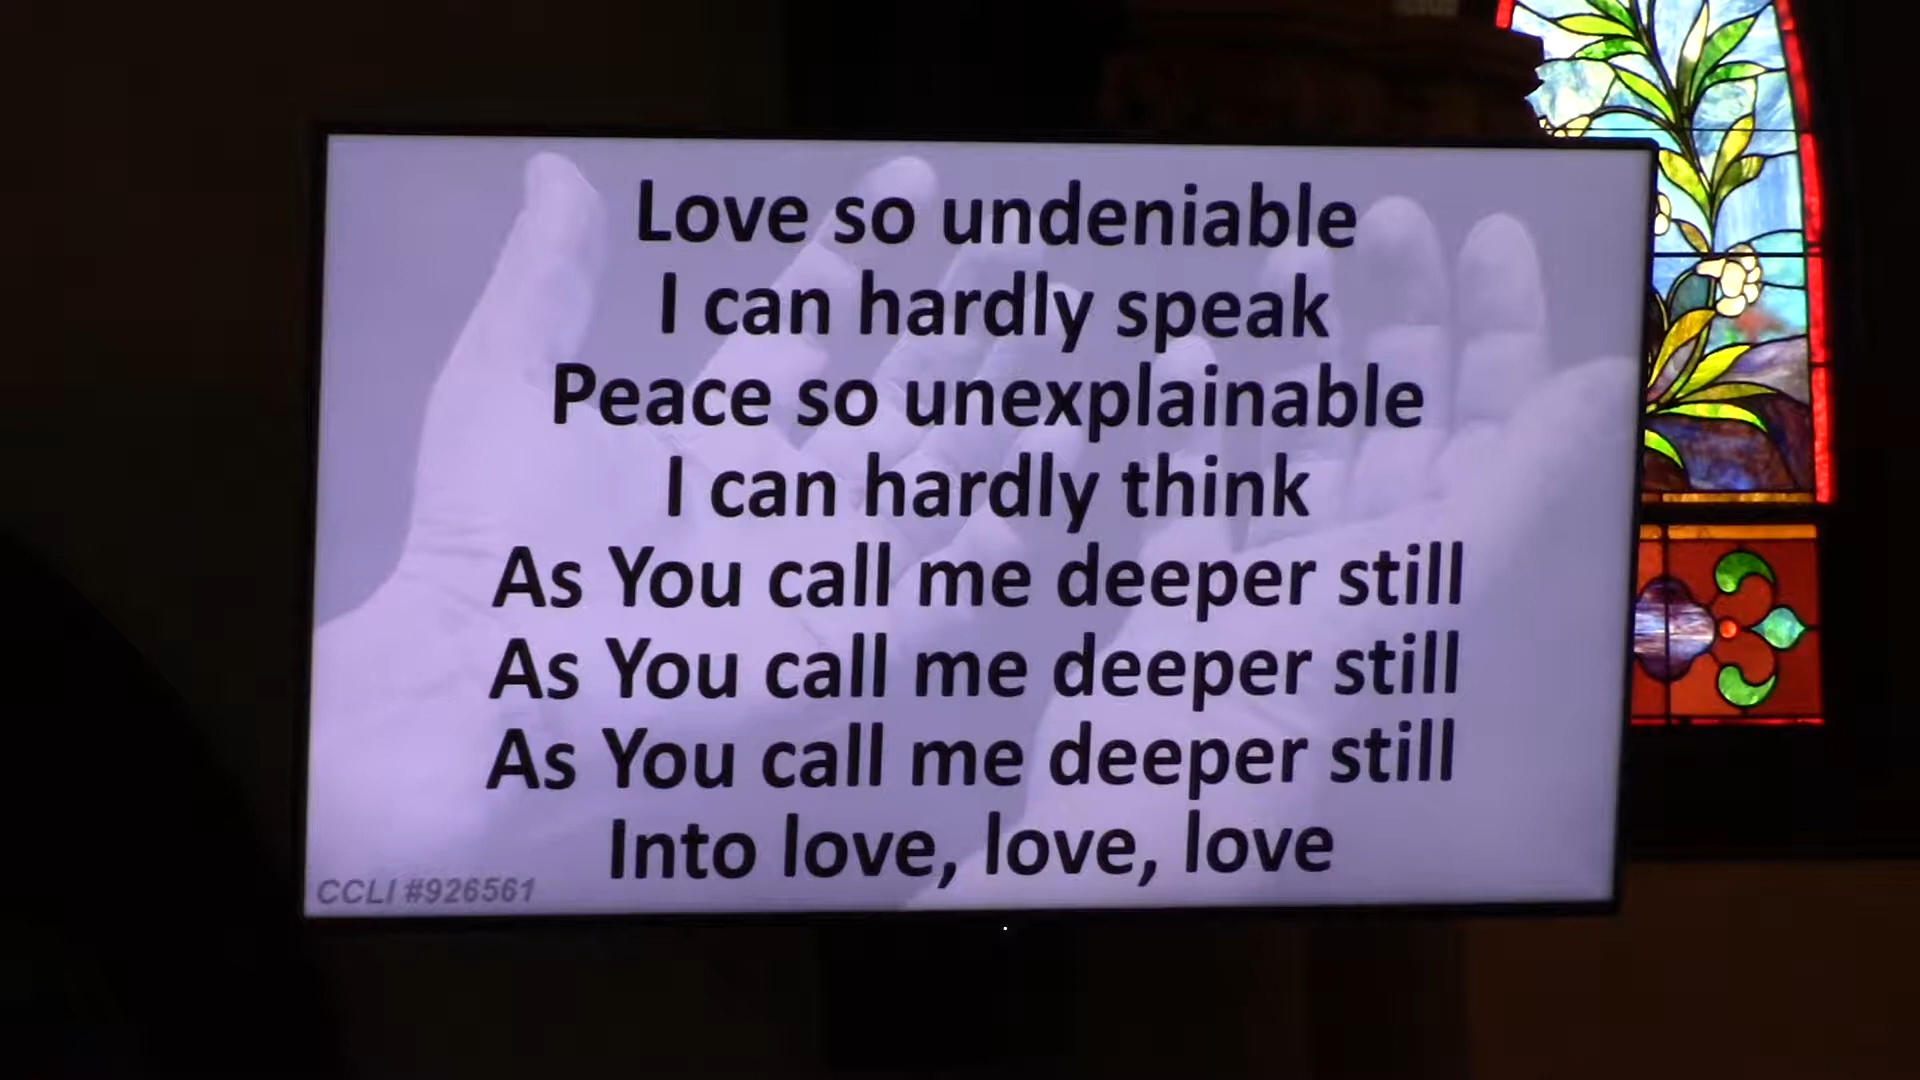 Love so undeniable
I can hardly speak
Peace so unexplainable
I can hardly think
As You call me deeper still
As You call me deeper still
As You call me deeper still
Into love, love, love
CCLI #926561